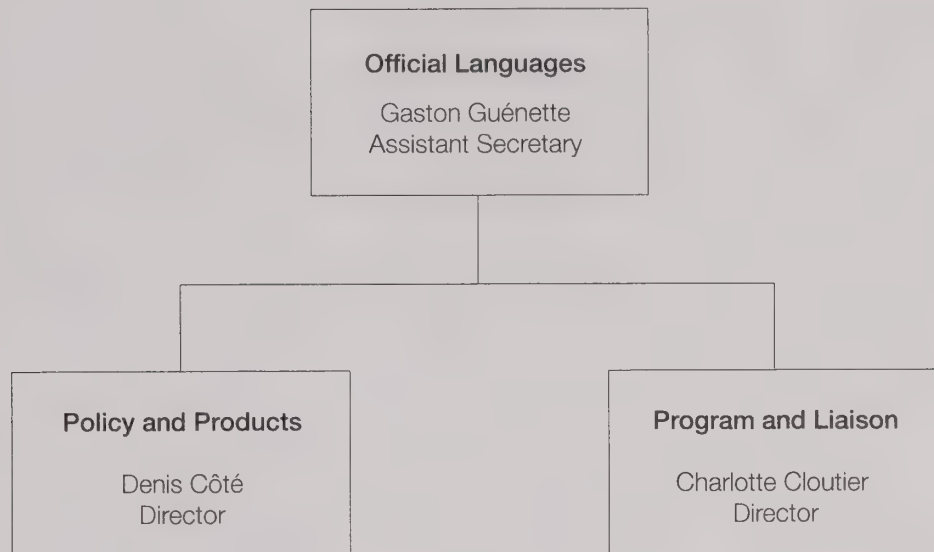 Official Languages
Gaston Guénette
Assistant Secretary
Policy and Products
Denis Côté
Director
Program and Liaison
Charlotte Cloutier
Director